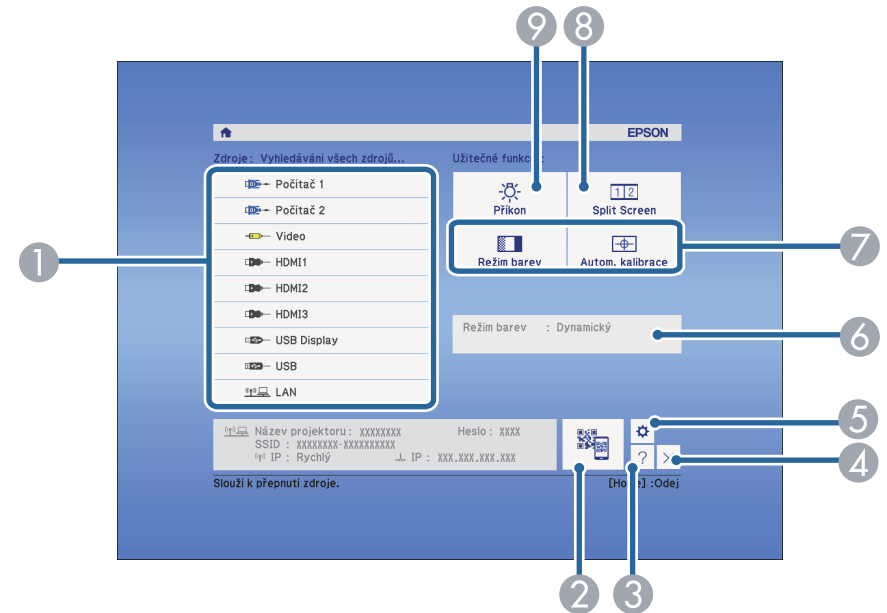 9 8
EPSON
Zdroje: Vyhledávání všech zdrojů...
Užitečné funkce:
Počítač 1
Počítač 2
Video
HDMI1
HDMI2
HDMI3
USB Display
USB
LAN
1
Příkon
1 2
Split Screen
Režim barev
Autom. kalibrace
7
Režim barev : Dynamický
6
Název projektoru: XXXXXXXX Heslo: XXXX
SSID : XXXXXXXX-XXXXXXXXXX
IP : Rychlý IP : XXX.XXX.XXX.XXX
5
? >
4
Slouží k přepnutí zdroje.
[Home] :Odej
2 3